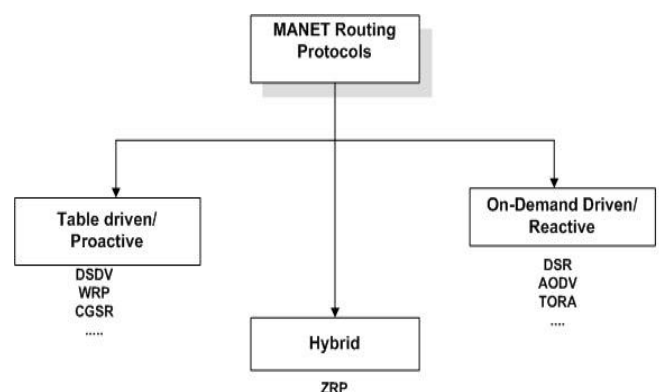 MANET Routing
Protocols
Table driven/
Proactive
DSDV
WRP
CGSR
.....
Hybrid
ZRP
On-Demand Driven/
Reactive
DSR
AODV
TORA
....